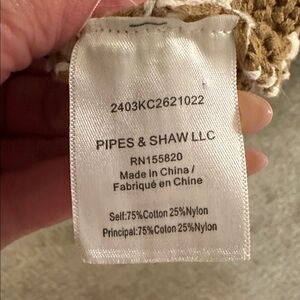 2403KC2621022
PIPES & SHAW LLC
RN155820
Made in China /
Fabriqué en Chine
Self:75%Cotton 25%Nylon
Principal:75%Coton 25%Nylon